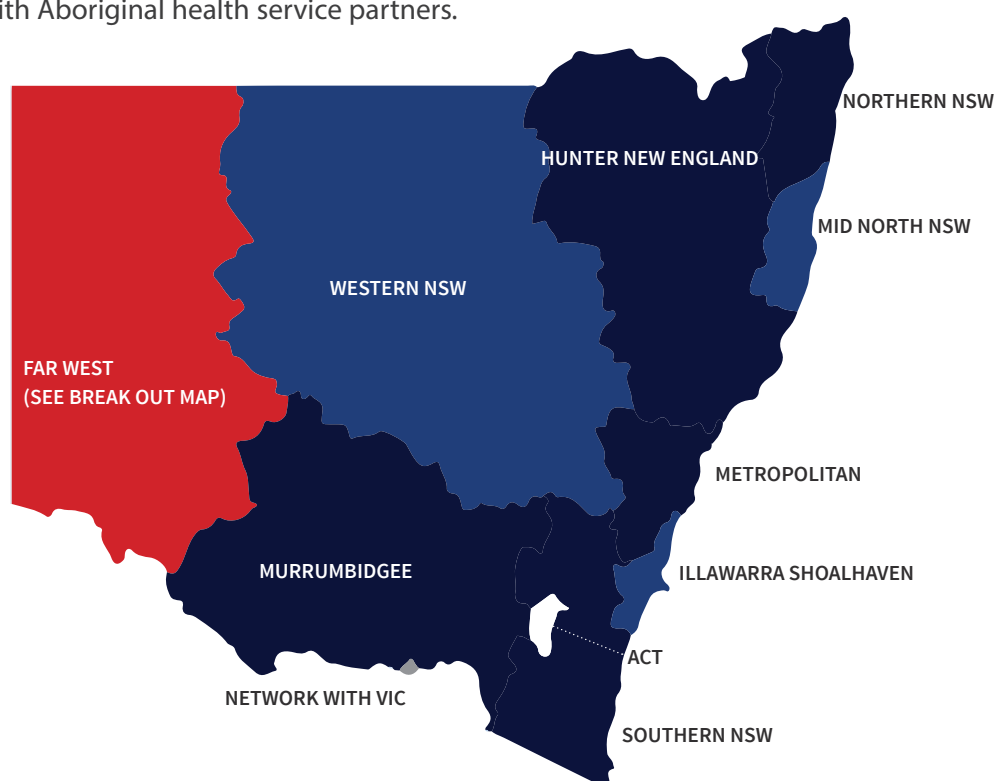 ith Aboriginal health service partners.
NORTHERN NSW
HUNTER NEW ENGLAND
MID NORTH NSW
WESTERN NSW
FAR WEST
(SEE BREAK OUT MAP)
METROPOLITAN
MURRUMBIDGEE
ILLAWARRA SHOALHAVEN
ACT
NETWORK WITH VIC
SOUTHERN NSW